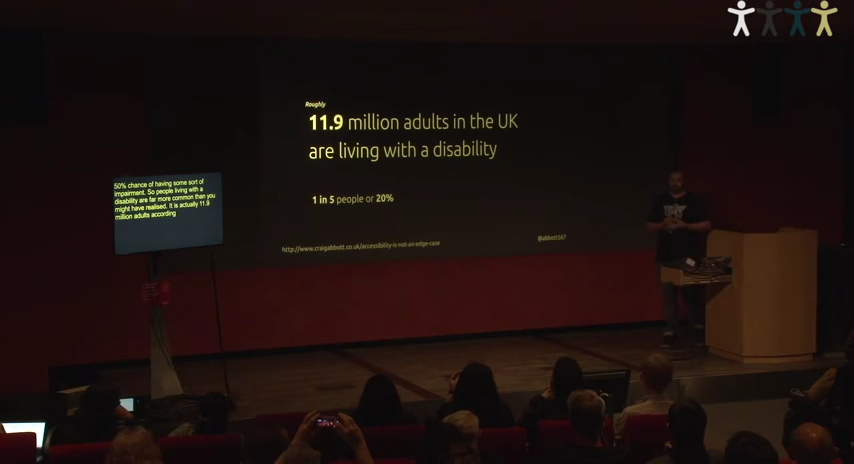 Roughly
11.9 million adults in the UK
are living with a disability
1 in 5 people or 20%
http://www.craigabbott.co.uk/accessibility-is-not-an-edge-case
@abbott567
50% chance of having some sort of
impairment. So people living with a
disability are far more common than you
might have realised. It is actually 11.9
million adults according